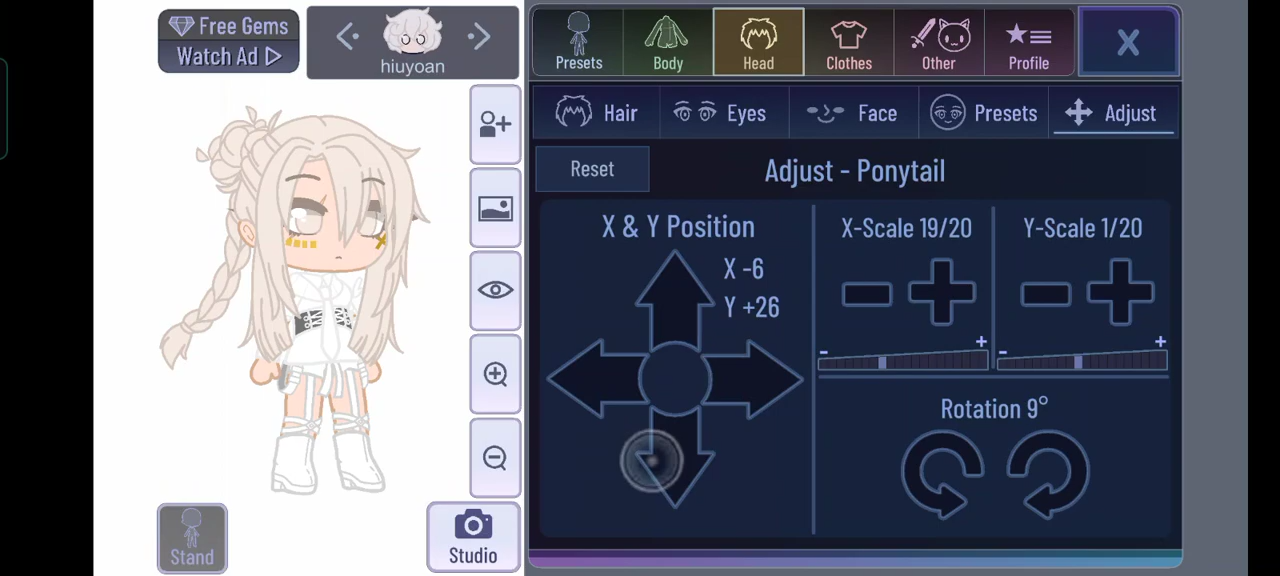 Free Gems
Watch Ad
hiuyoan
Presets
Body
Head
Clothes
Other
Profile
X
Hair
Eyes
Face
Presets
Adjust
Reset
Adjust - Ponytail
X & Y Position
X -6
Y +26
X-Scale 19/20
Y-Scale 1/20
- +
- +
Rotation 9°
Stand
Studio